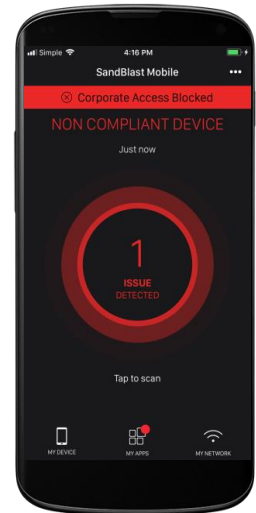 Simple 4:16 PM
SandBlast Mobile
Corporate Access Blocked
NON COMPLIANT DEVICE
Just now
1
ISSUE
DETECTED
Tap to scan
MY DEVICE MY APPS MY NETWORK